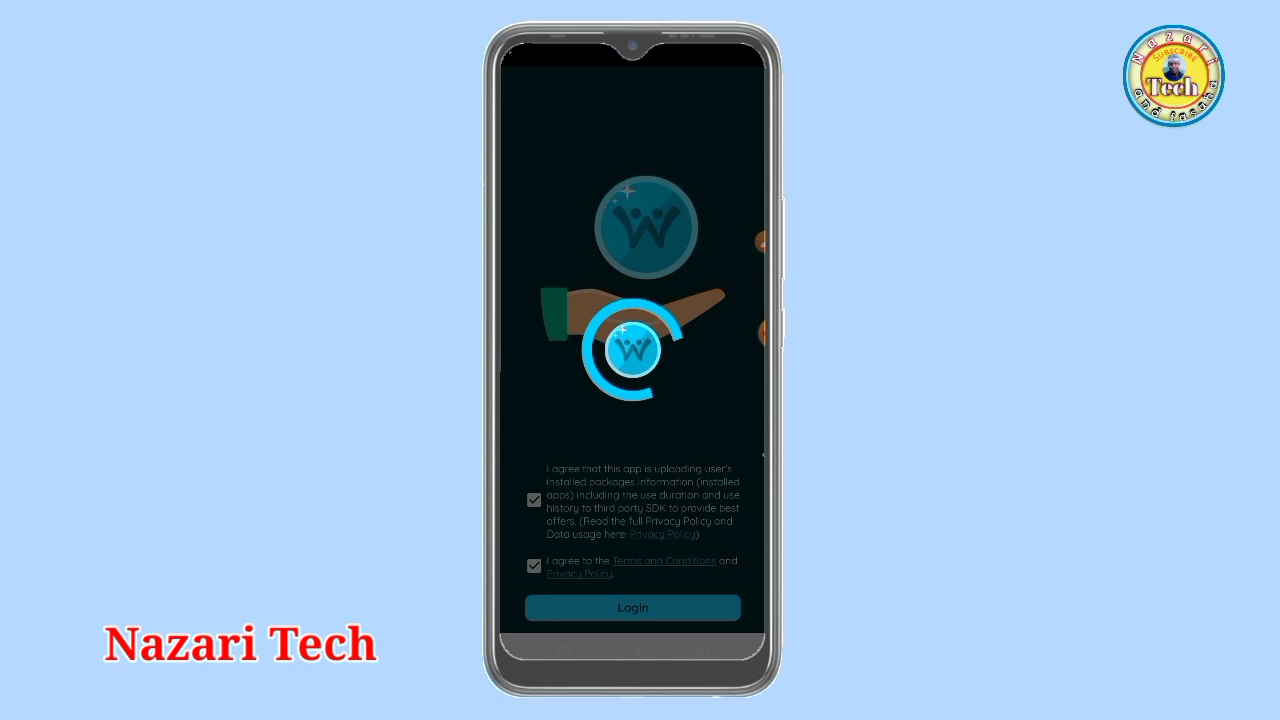 Nazari
SUBSCRIBE
Tech
W
W
I agree that this app is uploading user's
installed packages information (installed
apps) including the use duration and use
history to third party SDK to provide best
offers. (Read the full Privacy Policy and
Data usage here: Privacy Policy)
I agree to the Terms and Conditions and
Privacy Policy.
Login
Nazari Tech